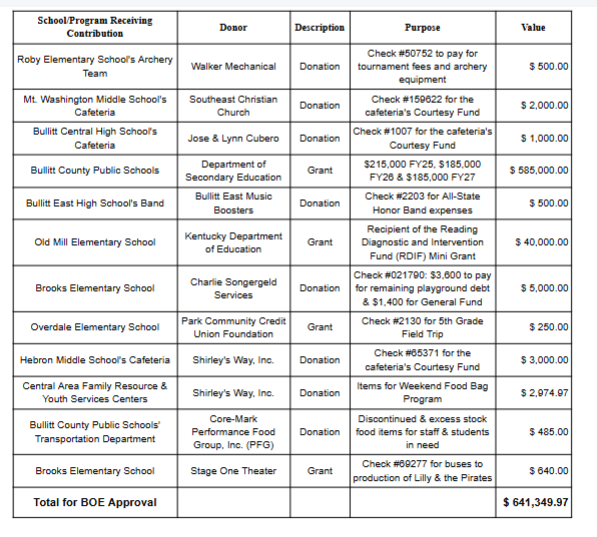 School/Program Receiving Contribution Donor Description Purpose Value
Roby Elementary School's Archery Team Walker Mechanical Donation Check #50752 to pay for tournament fees and archery equipment $ 500.00
Mt. Washington Middle School's Cafeteria Southeast Christian Church Donation Check #159622 for the cafeteria's Courtesy Fund $ 2,000.00
Bullitt Central High School's Cafeteria Jose & Lynn Cubero Donation Check #1007 for the cafeteria's Courtesy Fund $ 1,000.00
Bullitt County Public Schools Department of Secondary Education Grant $215,000 FY25, $185,000 FY26 & $185,000 FY27 $ 585,000.00
Bullitt East High School's Band Bullitt East Music Boosters Donation Check #2203 for All-State Honor Band expenses $ 500.00
Old Mill Elementary School Kentucky Department of Education Grant Recipient of the Reading Diagnostic and Intervention Fund (RDIF) Mini Grant $ 40,000.00
Brooks Elementary School Charlie Songergeld Services Donation Check #021790: $3,600 to pay for remaining playground debt & $1,400 for General Fund $ 5,000.00
Overdale Elementary School Park Community Credit Union Foundation Grant Check #2130 for 5th Grade Field Trip $ 250.00
Hebron Middle School's Cafeteria Shirley's Way, Inc. Donation Check #65371 for the cafeteria's Courtesy Fund $ 3,000.00
Central Area Family Resource & Youth Services Centers Shirley's Way, Inc. Donation Items for Weekend Food Bag Program $ 2,974.97
Bullitt County Public Schools' Transportation Department Core-Mark Performance Food Group, Inc. (PFG) Donation Discontinued & excess stock food items for staff & students in need $ 485.00
Brooks Elementary School Stage One Theater Grant Check #69277 for buses to production of Lilly & the Pirates $ 640.00
Total for BOE Approval $ 641,349.97